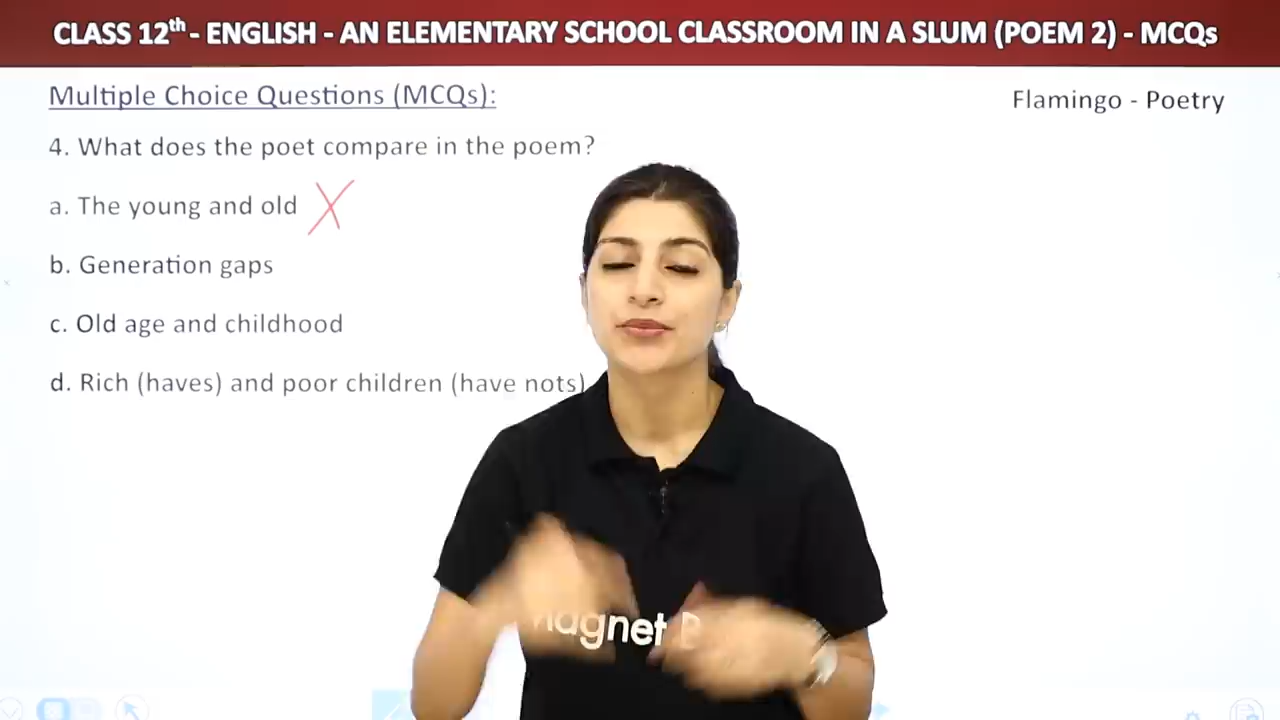 CLASS 12th - ENGLISH - AN ELEMENTARY SCHOOL CLASSROOM IN A SLUM (POEM 2) - MCQs
Multiple Choice Questions (MCQs):
Flamingo - Poetry
4. What does the poet compare in the poem?
a. The young and old
b. Generation gaps
c. Old age and childhood
d. Rich (haves) and poor children (have nots)